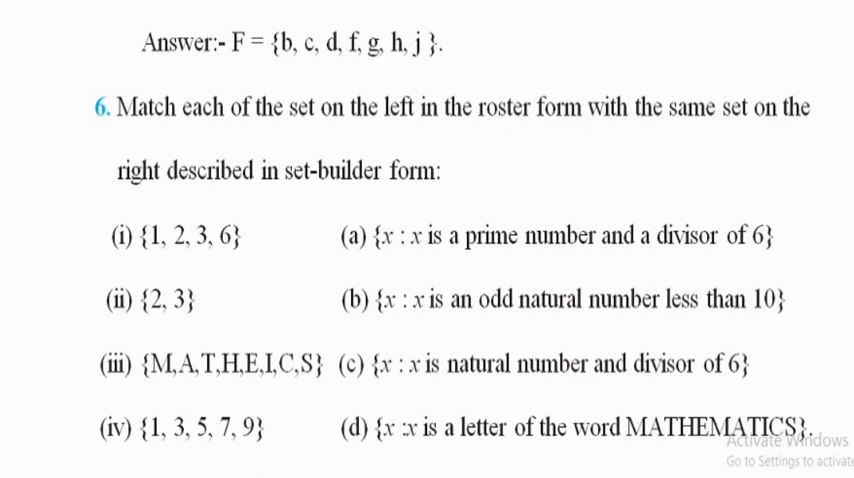 Answer:- F = {b, c, d, f, g, h, j }.
6. Match each of the set on the left in the roster form with the same set on the
right described in set-builder form:
(i) {1, 2, 3, 6} (a) {x : x is a prime number and a divisor of 6}
(ii) {2, 3} (b) {x : x is an odd natural number less than 10}
(iii) {M,A,T,H,E,I,C,S} (c) {x : x is natural number and divisor of 6}
(iv) {1, 3, 5, 7, 9} (d) {x :x is a letter of the word MATHEMATICS}.
Activate Windows
Go to Settings to activate